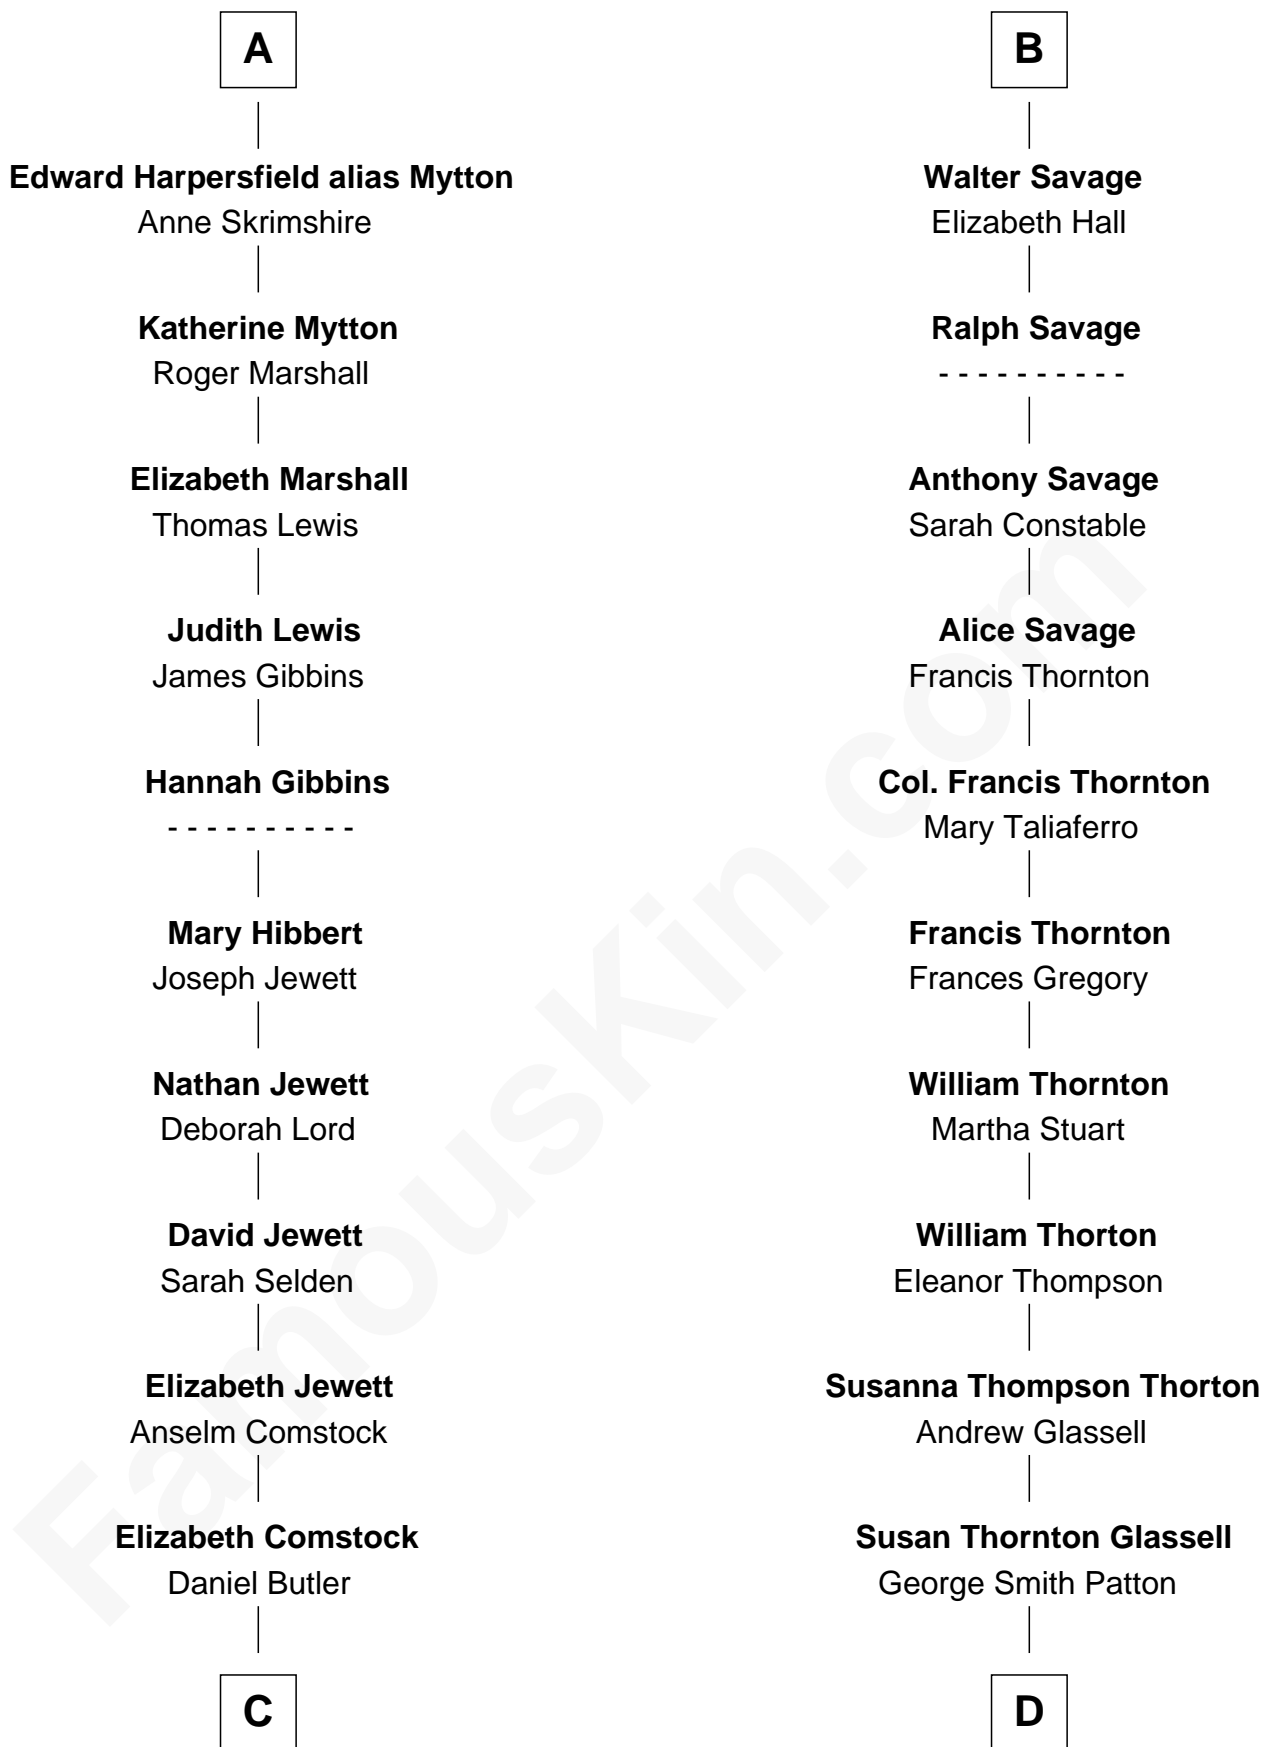 A
Edward Harpersfield alias Mytton
Anne Skrimshire
Katherine Mytton
Roger Marshall
Elizabeth Marshall
Thomas Lewis
Judith Lewis
James Gibbins
Hannah Gibbins
- - - - - - - - - -
Mary Hibbert
Joseph Jewett
Nathan Jewett
Deborah Lord
David Jewett
Sarah Selden
Elizabeth Jewett
Anselm Comstock
Elizabeth Comstock
Daniel Butler
C
B
Walter Savage
Elizabeth Hall
Ralph Savage
- - - - - - - - - -
Anthony Savage
Sarah Constable
Alice Savage
Francis Thornton
Col. Francis Thornton
Mary Taliaferro
Francis Thornton
Frances Gregory
William Thornton
Martha Stuart
William Thorton
Eleanor Thompson
Susanna Thompson Thorton
Andrew Glassell
Susan Thornton Glassell
George Smith Patton
D
FamousKin.com